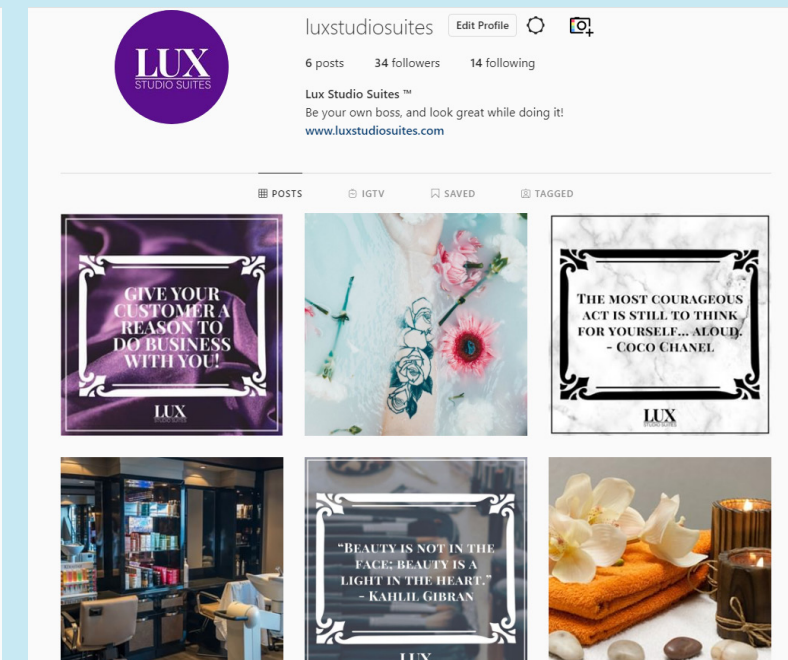 LUX
STUDIO SUITES
luxstudiosuites Edit Profile
6 posts 34 followers 14 following
Lux Studio Suites ™
Be your own boss, and look great while doing it!
www.luxstudiosuites.com
POSTS IGTV SAVED TAGGED
GIVE YOUR
CUSTOMER A
REASON TO
DO BUSINESS
WITH YOU!
LUX
STUDIO SUITES
THE MOST COURAGEOUS
ACT IS STILL TO THINK
FOR YOURSELF... ALOUD.
- COCO CHANEL
LUX
STUDIO SUITES
"BEAUTY IS NOT IN THE
FACE; BEAUTY IS A
LIGHT IN THE HEART."
- KAHLIL GIBRAN
LUX